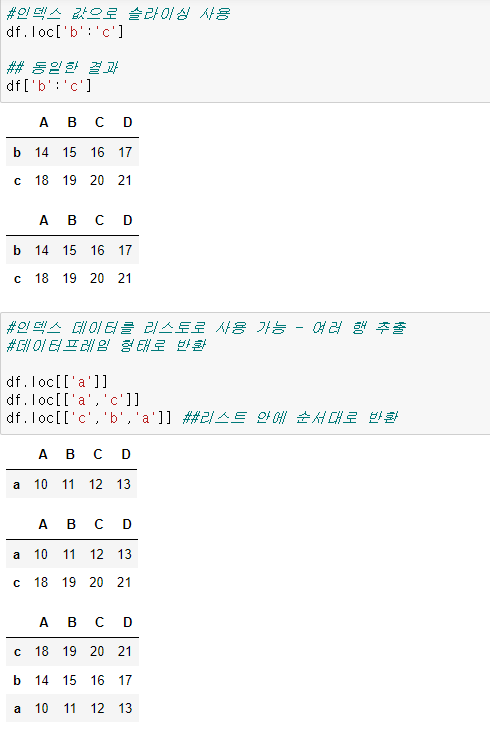 #인덱스 값으로 슬라이싱 사용
df.loc['b':'c']
## 동일한 결과
df['b':'c']
A B C D
b 14 15 16 17
c 18 19 20 21
A B C D
b 14 15 16 17
c 18 19 20 21
#인덱스 데이터를 리스토로 사용 가능 - 여러 행 추출
#데이터프레임 형태로 반환
df.loc[['a']]
df.loc[['a','c']]
df.loc[['c','b','a']] ##리스트 안에 순서대로 반환
A B C D
a 10 11 12 13
A B C D
a 10 11 12 13
c 18 19 20 21
A B C D
c 18 19 20 21
b 14 15 16 17
a 10 11 12 13